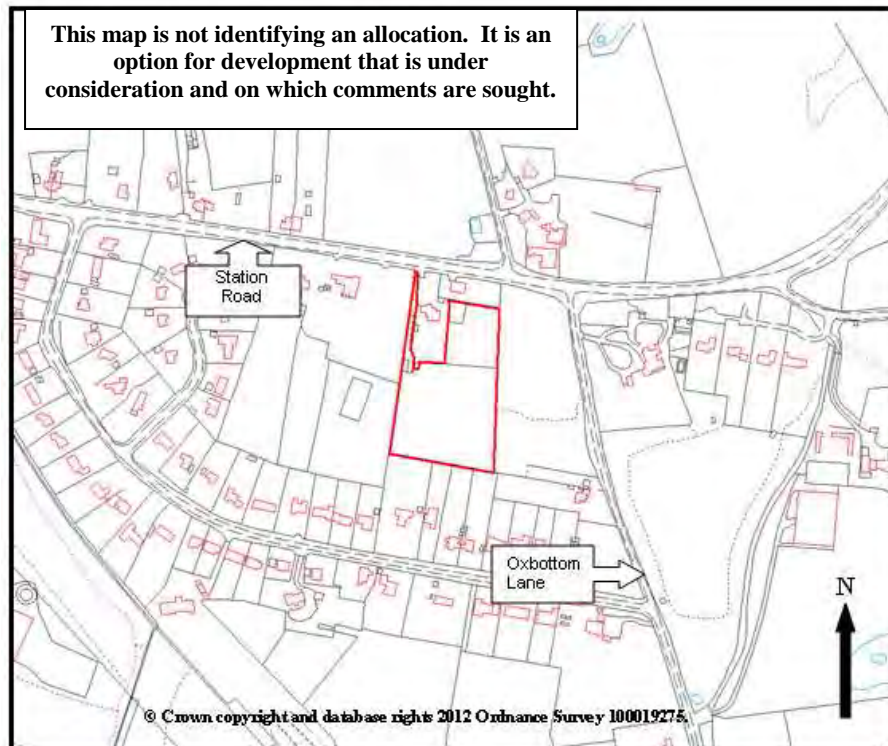 This map is not identifying an allocation. It is an
option for development that is under
consideration and on which comments are sought.
Station
Road
Oxbottom
Lane
N
© Crown copyright and database rights 2012 Ordnance Survey 100019275.